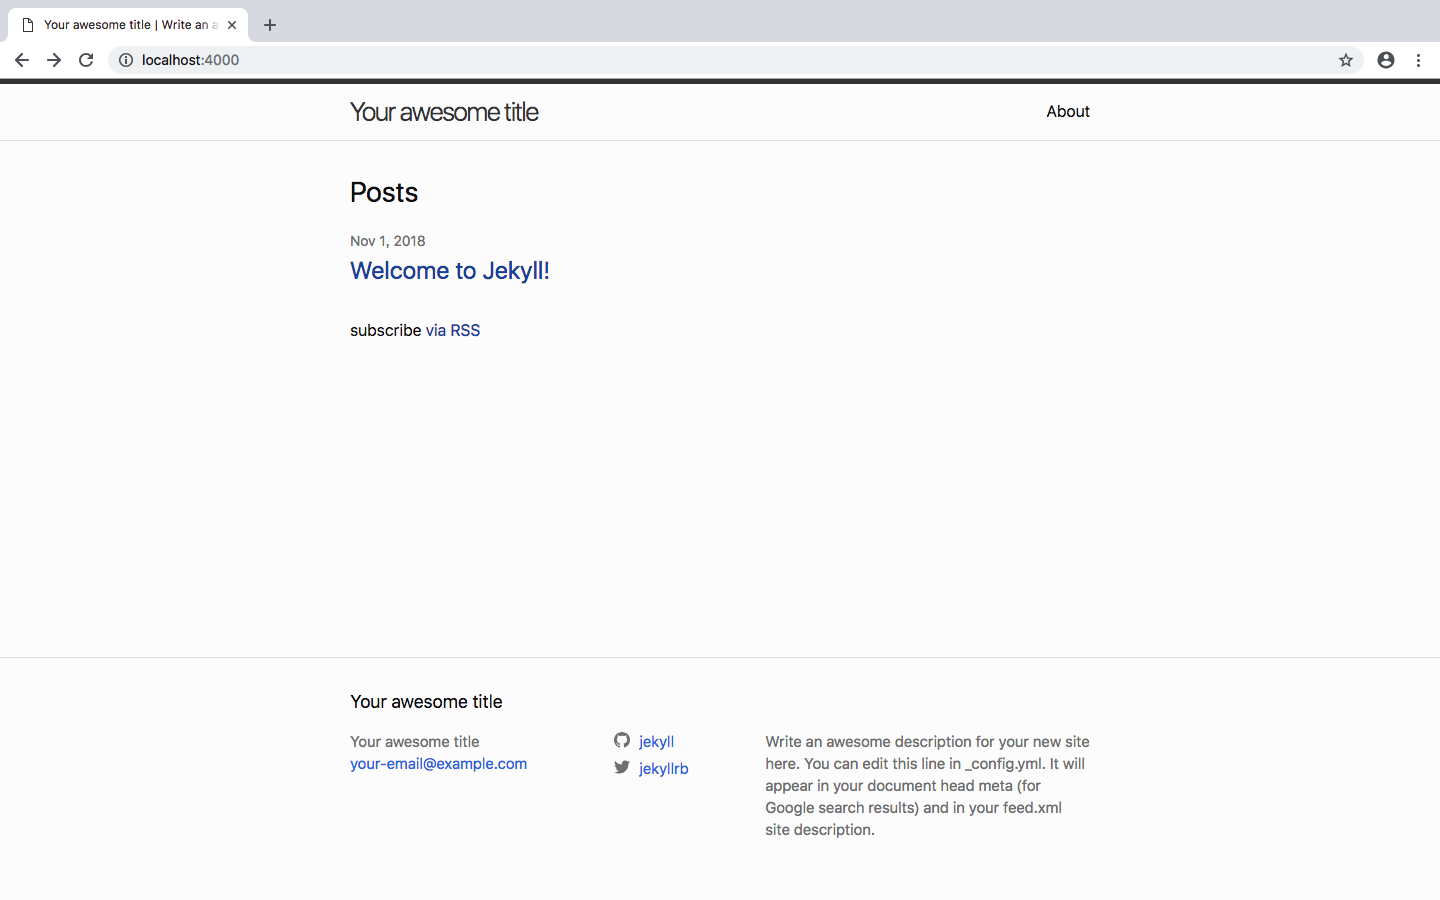 Your awesome title | Write an a
localhost:4000
Your awesome title
About
Posts
Nov 1, 2018
Welcome to Jekyll!
subscribe via RSS
Your awesome title
Your awesome title
your-email@example.com
jekyll
jekyllrb
Write an awesome description for your new site
here. You can edit this line in _config.yml. It will
appear in your document head meta (for
Google search results) and in your feed.xml
site description.